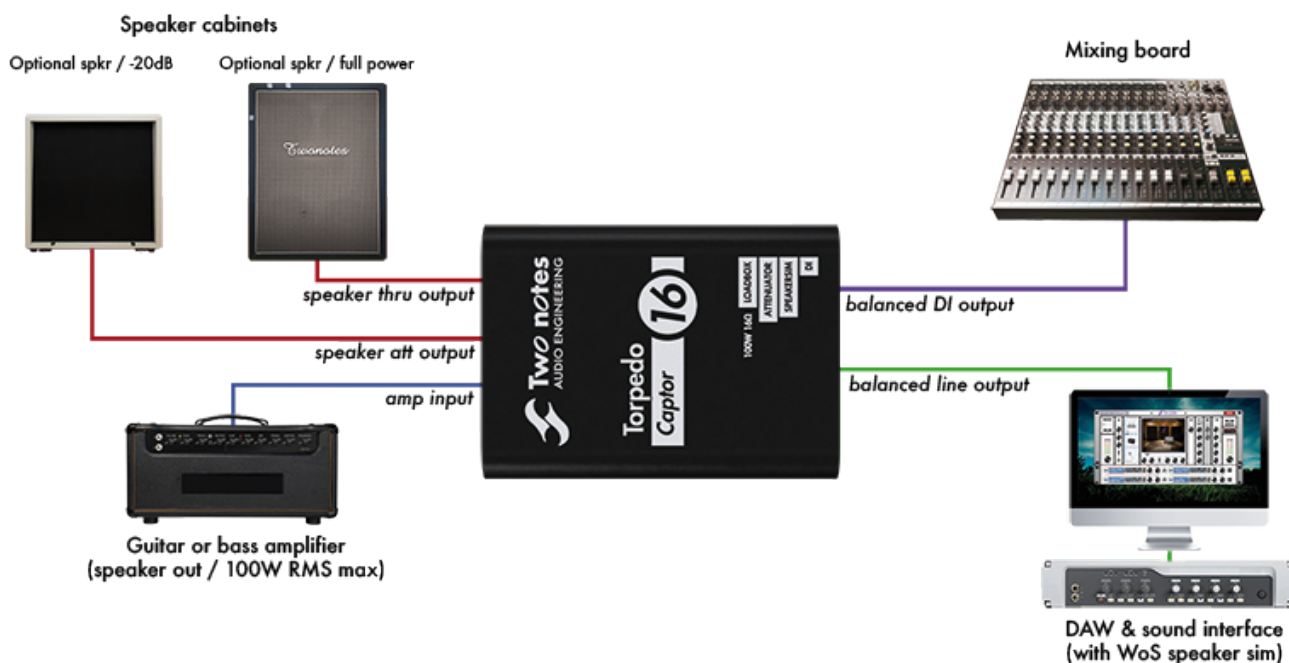 Speaker cabinets
Optional spkr / -20dB
Optional spkr / full power
Mixing board
Twonotes
speaker thru output
speaker att output
amp input
Two notes
AUDIO ENGINEERING
Torpedo
Captor
16
100W 16Ω
LOADBOX
ATTENUATOR
SPEAKERSIM
DI
balanced DI output
balanced line output
Guitar or bass amplifier
(speaker out / 100W RMS max)
DAW & sound interface
(with WoS speaker sim)